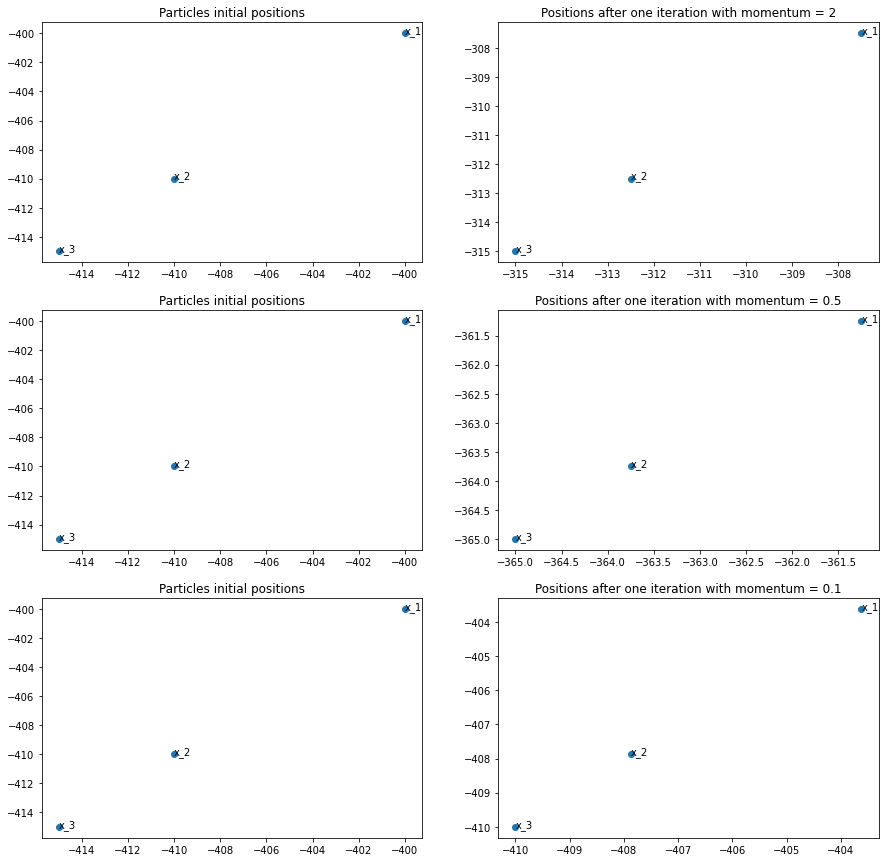 Particles initial positions
−400
−402
−404
−406
−408
−410
−412
−414
x_1
x_2
x_3
−414 −412 −410 −408 −406 −404 −402 −400
Positions after one iteration with momentum = 2
−308
−309
−310
−311
−312
−313
−314
−315
x_1
x_2
x_3
−315 −314 −313 −312 −311 −310 −309 −308
Particles initial positions
−400
−402
−404
−406
−408
−410
−412
−414
x_1
x_2
x_3
−414 −412 −410 −408 −406 −404 −402 −400
Positions after one iteration with momentum = 0.5
−361.5
−362.0
−362.5
−363.0
−363.5
−364.0
−364.5
−365.0
x_1
x_2
x_3
−365.0 −364.5 −364.0 −363.5 −363.0 −362.5 −362.0 −361.5
Particles initial positions
−400
−402
−404
−406
−408
−410
−412
−414
x_1
x_2
x_3
−414 −412 −410 −408 −406 −404 −402 −400
Positions after one iteration with momentum = 0.1
−404
−405
−406
−407
−408
−409
−410
x_1
x_2
x_3
−410 −409 −408 −407 −406 −405 −404